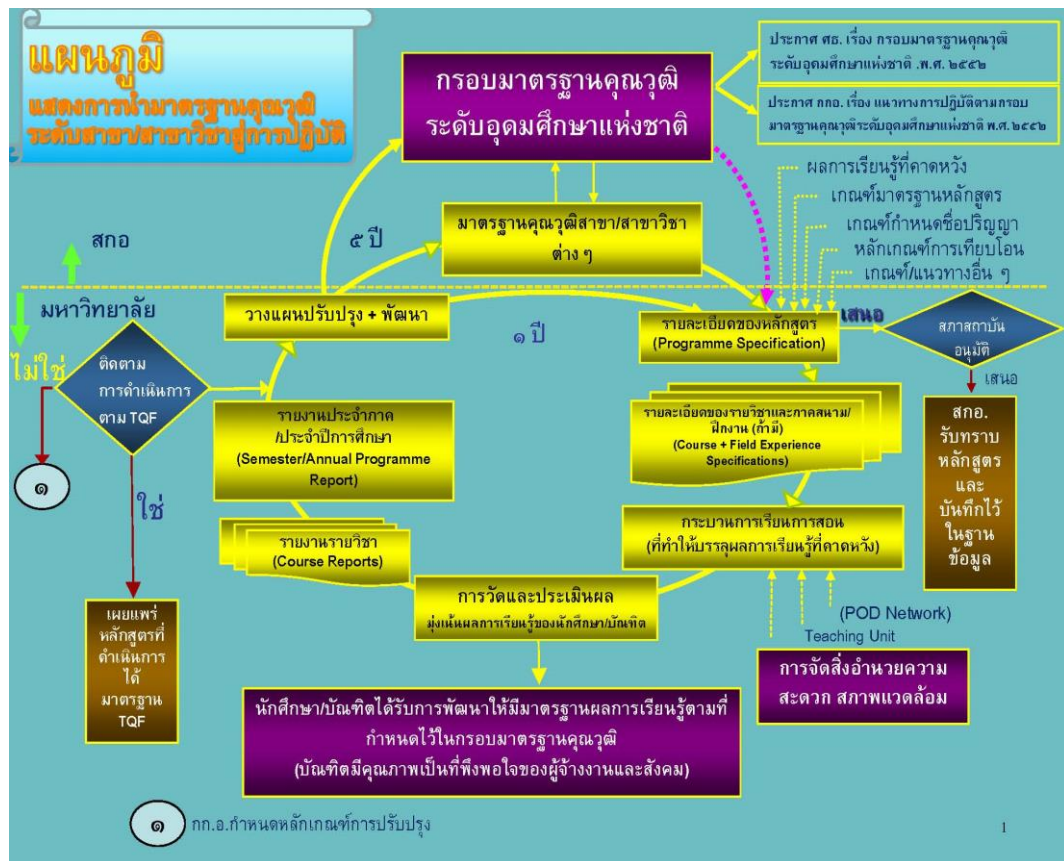 แผนภูมิ
แสดงการนำมาตรฐานคุณวุฒิ
ระดับสาขา/สาขาวิชาสู่การปฏิบัติ
กรอบมาตรฐานคุณวุฒิ
ระดับอุดมศึกษาแห่งชาติ
ประกาศ ศธ. เรื่อง กรอบมาตรฐานคุณวุฒิ
ระดับอุดมศึกษาแห่งชาติ .พ.ศ. ๒๕๕๒
ประกาศ กกอ. เรื่อง แนวทางการปฏิบัติตามกรอบ
มาตรฐานคุณวุฒิระดับอุดมศึกษาแห่งชาติ พ.ศ. ๒๕๕๒
ผลการเรียนรู้ที่คาดหวัง
เกณฑ์มาตรฐานหลักสูตร
เกณฑ์กำหนดชื่อปริญญา
หลักเกณฑ์การเทียบโอน
เกณฑ์/แนวทางอื่น ๆ
๕ ปี
มาตรฐานคุณวุฒิสาขา/สาขาวิชา
ต่าง ๆ
สกอ
มหาวิทยาลัย
วางแผนปรับปรุง + พัฒนา
๑ ปี
รายละเอียดของหลักสูตร
(Programme Specification)
เสนอ
สภาสถาบัน
อนุมัติ
เสนอ
ไม่ใช่
ติดตาม
การดำเนินการ
ตาม TQF
รายงานประจำภาค
/ประจำปีการศึกษา
(Semester/Annual Programme
Report)
รายละเอียดของรายวิชาและภาคสนาม/
ฝึกงาน (ถ้ามี)
(Course + Field Experience
Specifications)
สกอ.
รับทราบ
หลักสูตร
และ
บันทึกไว้
ในฐาน
ข้อมูล
๑
ใช่
รายงานรายวิชา
(Course Reports)
กระบานการเรียนการสอน
(ที่ทำให้บรรลุผลการเรียนรู้ที่คาดหวัง)
การวัดและประเมินผล
มุ่งเน้นผลการเรียนรู้ของนักศึกษา/บัณฑิต
(POD Network)
Teaching Unit
เผยแพร่
หลักสูตรที่
ดำเนินการ
ได้
มาตรฐาน
TQF
การจัดสิ่งอำนวยความ
สะดวก สภาพแวดล้อม
นักศึกษา/บัณฑิตได้รับการพัฒนาให้มีมาตรฐานผลการเรียนรู้ตามที่
กำหนดไว้ในกรอบมาตรฐานคุณวุฒิ
(บัณฑิตมีคุณภาพเป็นที่พึงพอใจของผู้จ้างงานและสังคม)
๑ กก.อ.กำหนดหลักเกณฑ์การปรับปรุง
1